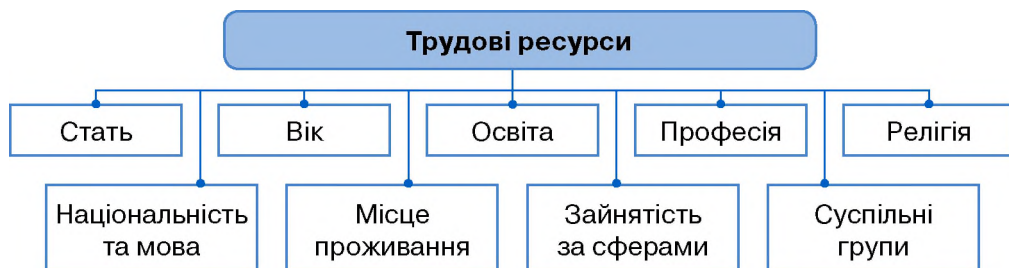 Трудові ресурси
Стать
Вік
Освіта
Професія
Релігія
Національність
та мова
Місце
проживання
Зайнятість
за сферами
Суспільні
групи